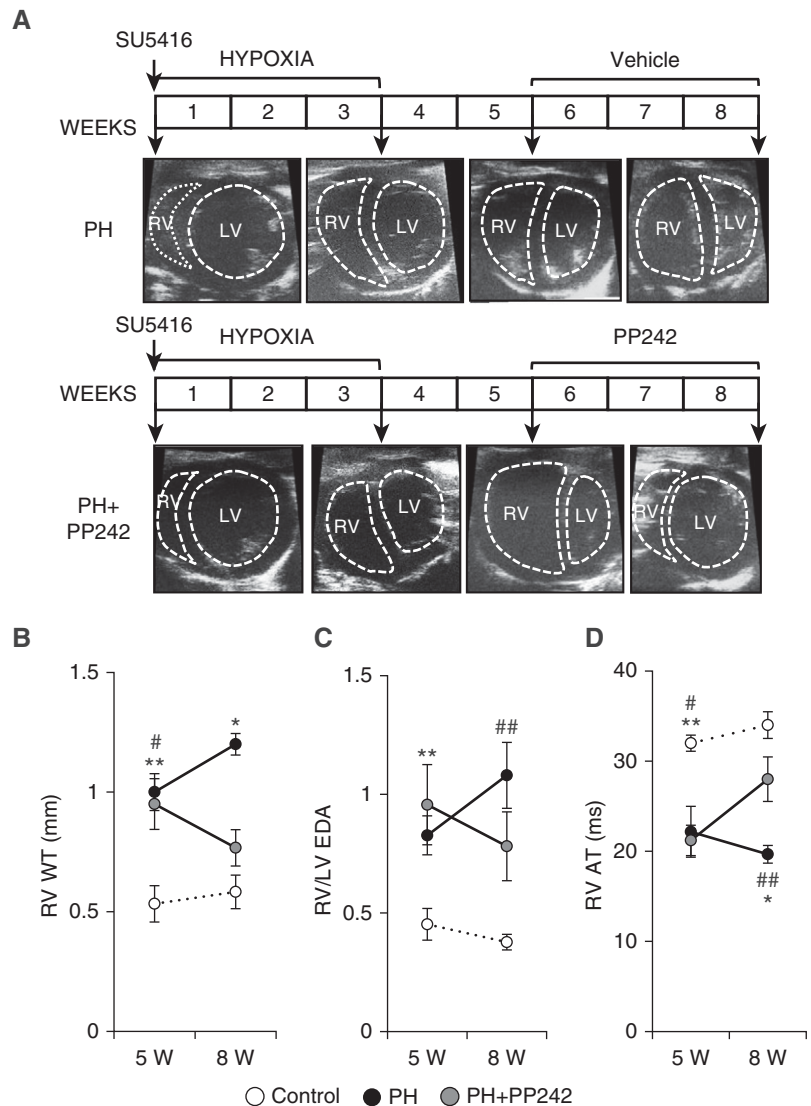 A
SU5416
HYPOXIA
Vehicle
WEEKS
1 2 3 4 5 6 7 8
PH
RV LV RV LV RV LV RV LV
SU5416
HYPOXIA
PP242
WEEKS
1 2 3 4 5 6 7 8
PH+
PP242
RV LV RV LV RV LV RV LV
B
RV WT (mm)
1.5
1
0.5
0
#
**
*
5 W 8 W
C
RV/LV EDA
1.5
1
0.5
0
**
##
5 W 8 W
D
RV AT (ms)
40
30
20
10
0
#
**
##
*
5 W 8 W
Control PH PH+PP242